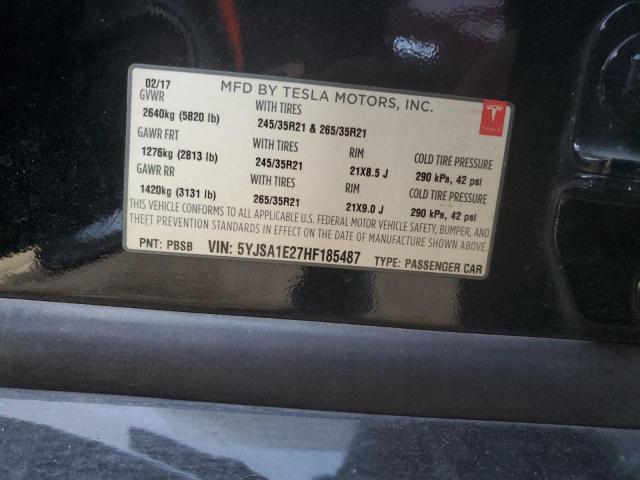 02/17 MFD BY TESLA MOTORS, INC.
GVWR WITH TIRES
2640kg (5820 lb) 245/35R21 & 265/35R21
GAWR FRT WITH TIRES RIM COLD TIRE PRESSURE
1276kg (2813 lb) 245/35R21 21X8.5 J 290 kPa, 42 psi
GAWR RR WITH TIRES RIM COLD TIRE PRESSURE
1420kg (3131 lb) 265/35R21 21X9.0 J 290 kPa, 42 psi
THIS VEHICLE CONFORMS TO ALL APPLICABLE U.S. FEDERAL MOTOR VEHICLE SAFETY, BUMPER, AND
THEFT PREVENTION STANDARDS IN EFFECT ON THE DATE OF MANUFACTURE SHOWN ABOVE.
PNT: PBSB VIN: 5YJSA1E27HF185487 TYPE: PASSENGER CAR
TESLA